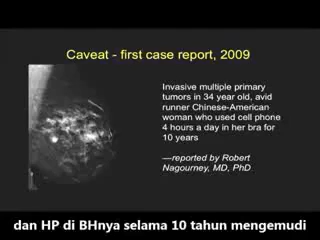 Caveat - first case report, 2009
Invasive multiple primary
tumors in 34 year old, avid
runner Chinese-American
woman who used cell phone
4 hours a day in her bra for
10 years
—reported by Robert
Nagourney, MD, PhD
dan HP di BHnya selama 10 tahun mengemudi